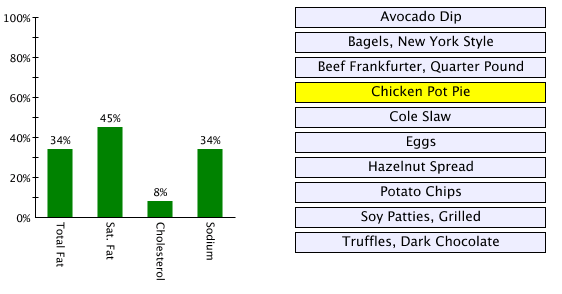 100%
80%
60%
40%
20%
0%
34%
45%
8%
34%
Total Fat
Sat. Fat
Cholesterol
Sodium
Avocado Dip
Bagels, New York Style
Beef Frankfurter, Quarter Pound
Chicken Pot Pie
Cole Slaw
Eggs
Hazelnut Spread
Potato Chips
Soy Patties, Grilled
Truffles, Dark Chocolate